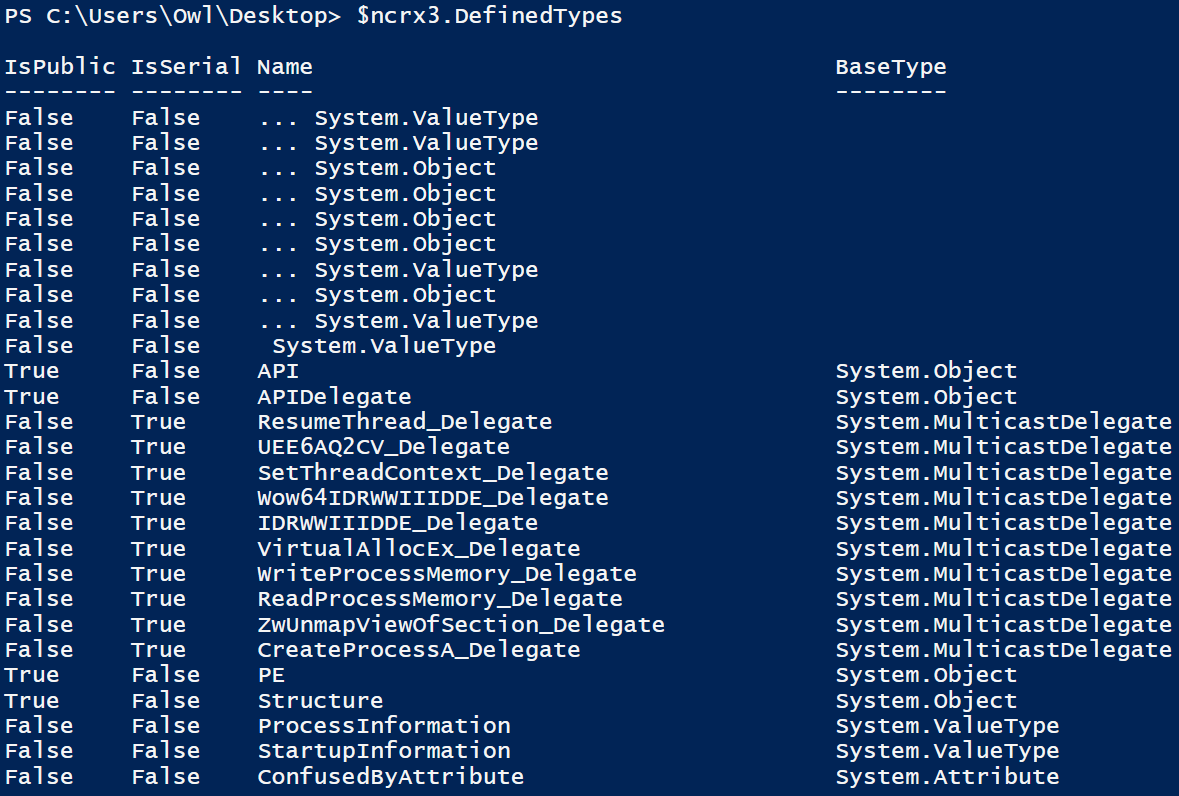 PS C:\Users\Owl\Desktop> $ncrx3.DefinedTypes
IsPublic IsSerial Name BaseType
-------- -------- ---- --------
False False ... System.ValueType
False False ... System.ValueType
False False ... System.Object
False False ... System.Object
False False ... System.Object
False False ... System.Object
False False ... System.ValueType
False False ... System.Object
False False ... System.ValueType
False False System.ValueType
True False API System.Object
True False APIDelegate System.Object
False True ResumeThread_Delegate System.MulticastDelegate
False True UEE6AQ2CV_Delegate System.MulticastDelegate
False True SetThreadContext_Delegate System.MulticastDelegate
False True Wow64IDRWWIIIDDE_Delegate System.MulticastDelegate
False True IDRWWIIIDDE_Delegate System.MulticastDelegate
False True VirtualAllocEx_Delegate System.MulticastDelegate
False True WriteProcessMemory_Delegate System.MulticastDelegate
False True ReadProcessMemory_Delegate System.MulticastDelegate
False True ZwUnmapViewOfSection_Delegate System.MulticastDelegate
False True CreateProcessA_Delegate System.MulticastDelegate
True False PE System.Object
True False Structure System.Object
False False ProcessInformation System.ValueType
False False StartupInformation System.ValueType
False False ConfusedByAttribute System.Attribute